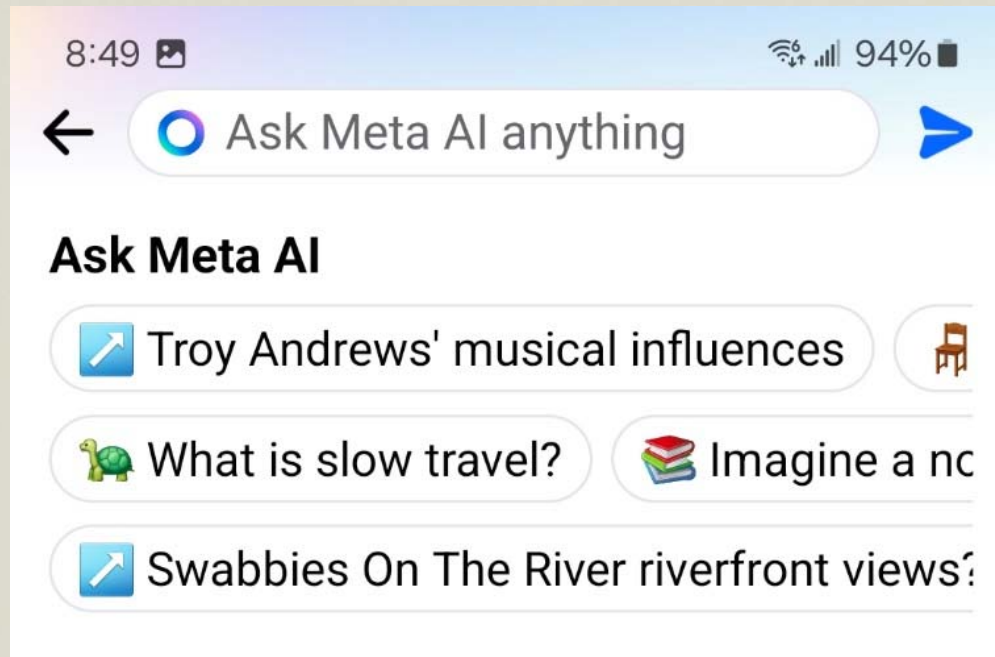 8:49 94%
Ask Meta AI anything
Ask Meta AI
Troy Andrews' musical influences
What is slow travel? Imagine a
Swabbies On The River riverfront views?